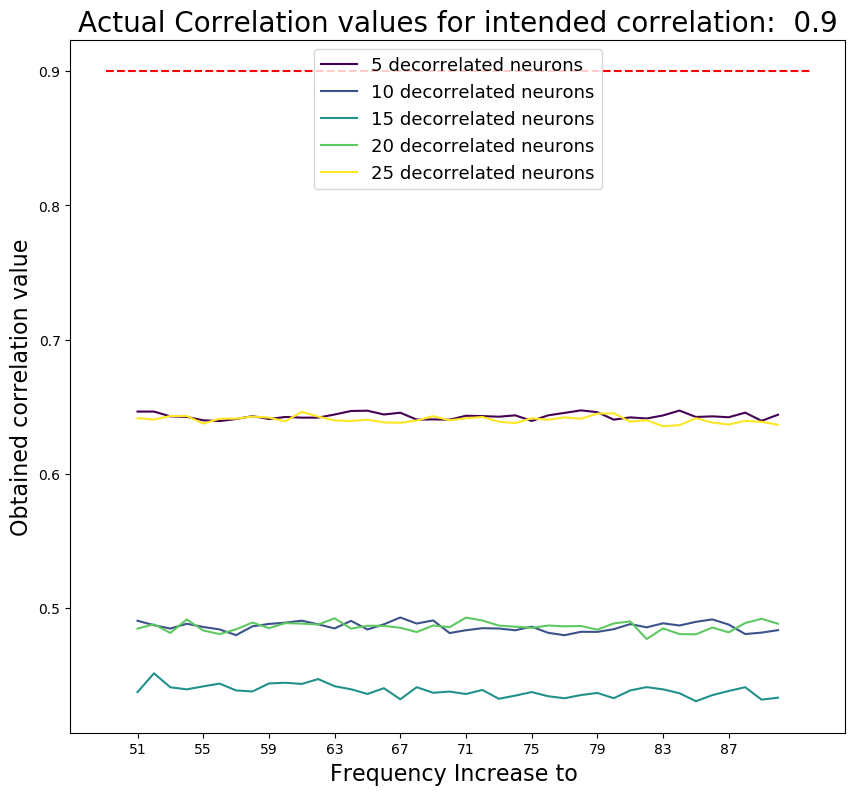 Actual Correlation values for intended correlation:  0.9
5 decorrelated neurons
10 decorrelated neurons
15 decorrelated neurons
20 decorrelated neurons
25 decorrelated neurons
Obtained correlation value
0.9
0.8
0.7
0.6
0.5
51 55 59 63 67 71 75 79 83 87
Frequency Increase to